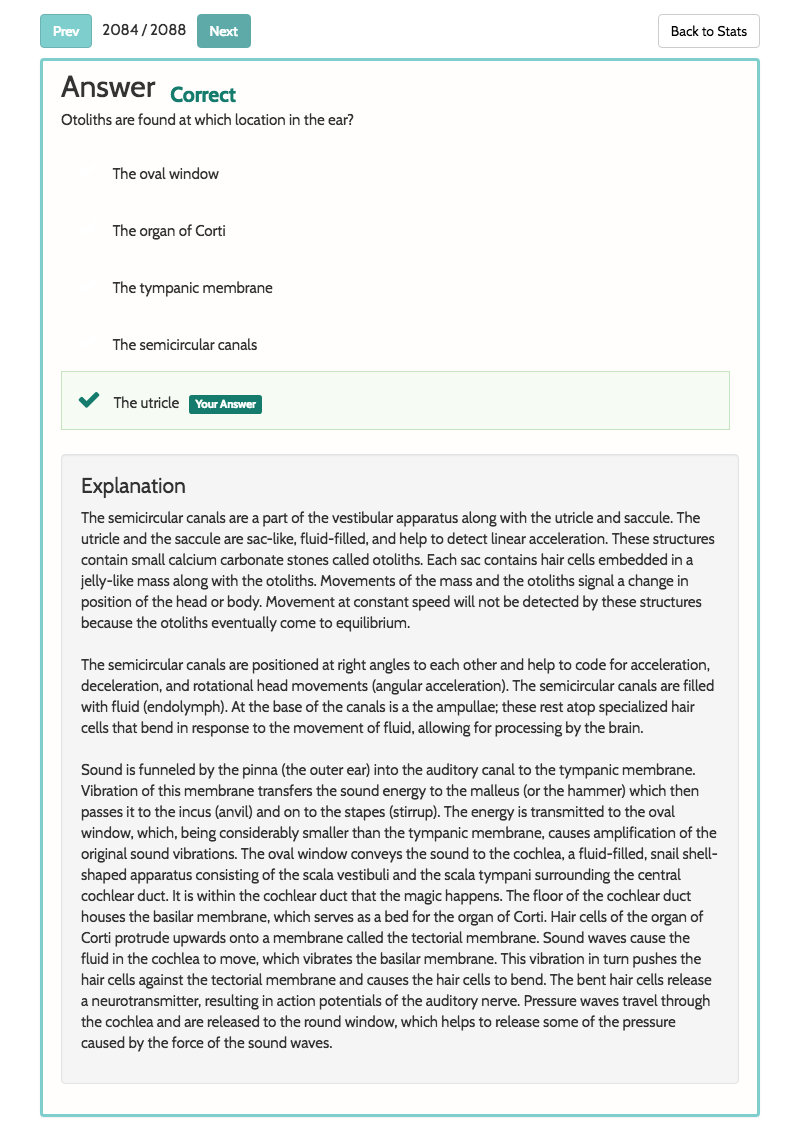 Prev 2084 / 2088 Next Back to Stats
Answer Correct
Otoliths are found at which location in the ear?
The oval window
The organ of Corti
The tympanic membrane
The semicircular canals
The utricle Your Answer
Explanation
The semicircular canals are a part of the vestibular apparatus along with the utricle and saccule. The
utricle and the saccule are sac-like, fluid-filled, and help to detect linear acceleration. These structures
contain small calcium carbonate stones called otoliths. Each sac contains hair cells embedded in a
jelly-like mass along with the otoliths. Movements of the mass and the otoliths signal a change in
position of the head or body. Movement at constant speed will not be detected by these structures
because the otoliths eventually come to equilibrium.
The semicircular canals are positioned at right angles to each other and help to code for acceleration,
deceleration, and rotational head movements (angular acceleration). The semicircular canals are filled
with fluid (endolymph). At the base of the canals is a the ampullae; these rest atop specialized hair
cells that bend in response to the movement of fluid, allowing for processing by the brain.
Sound is funneled by the pinna (the outer ear) into the auditory canal to the tympanic membrane.
Vibration of this membrane transfers the sound energy to the malleus (or the hammer) which then
passes it to the incus (anvil) and on to the stapes (stirrup). The energy is transmitted to the oval
window, which, being considerably smaller than the tympanic membrane, causes amplification of the
original sound vibrations. The oval window conveys the sound to the cochlea, a fluid-filled, snail shell-
shaped apparatus consisting of the scala vestibuli and the scala tympani surrounding the central
cochlear duct. It is within the cochlear duct that the magic happens. The floor of the cochlear duct
houses the basilar membrane, which serves as a bed for the organ of Corti. Hair cells of the organ of
Corti protrude upwards onto a membrane called the tectorial membrane. Sound waves cause the
fluid in the cochlea to move, which vibrates the basilar membrane. This vibration in turn pushes the
hair cells against the tectorial membrane and causes the hair cells to bend. The bent hair cells release
a neurotransmitter, resulting in action potentials of the auditory nerve. Pressure waves travel through
the cochlea and are released to the round window, which helps to release some of the pressure
caused by the force of the sound waves.